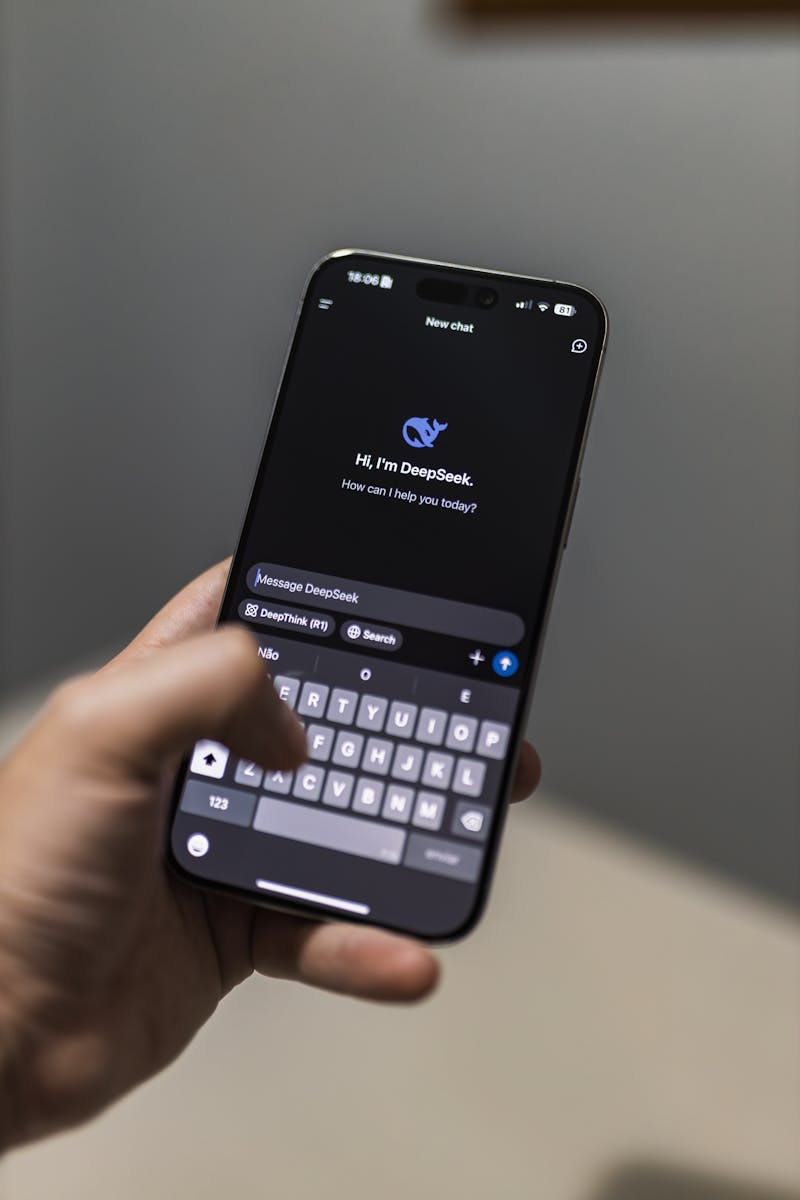 18:06
81
New chat
Hi, I'm DeepSeek.
How can I help you today?
Message DeepSeek
DeepThink (R1)
Search
Não O E
E R T Y U I O P
F G H J K L
Z X C V B N M
123
enviar